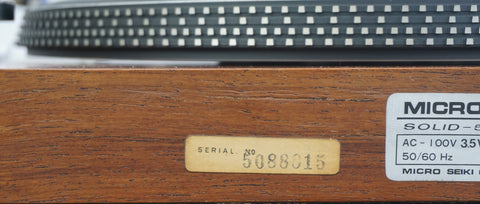 SERIAL NO
5088015
MICRO
SOLID-5
AC-100V 3.5W
50/60 Hz
MICRO SEIKI